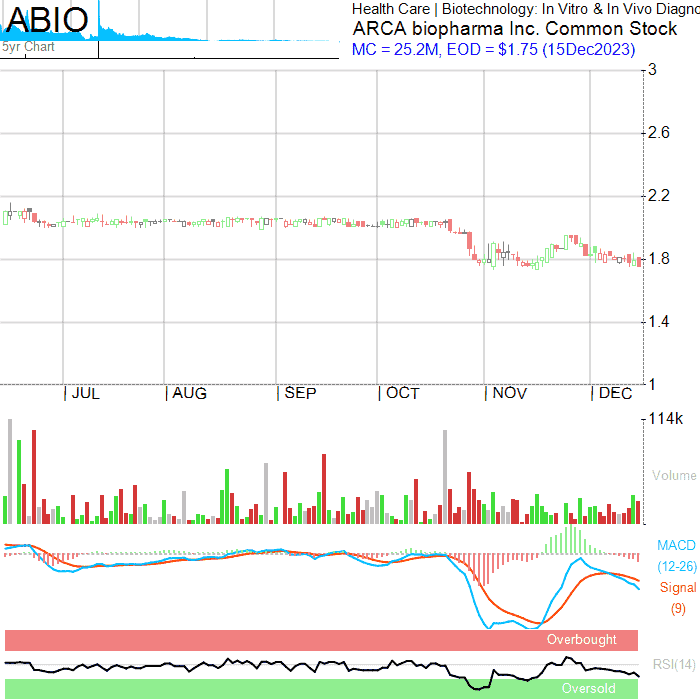 ABIO
5yr Chart
Health Care | Biotechnology: In Vitro & In Vivo Diagno
ARCA biopharma Inc. Common Stock
MC = 25.2M, EOD = $1.75 (15Dec2023)
3
2.6
2.2
1.8
1.4
1
JUL AUG SEP OCT NOV DEC
114k
Volume
MACD
(12-26)
Signal
(9)
Overbought
RSI(14)
Oversold